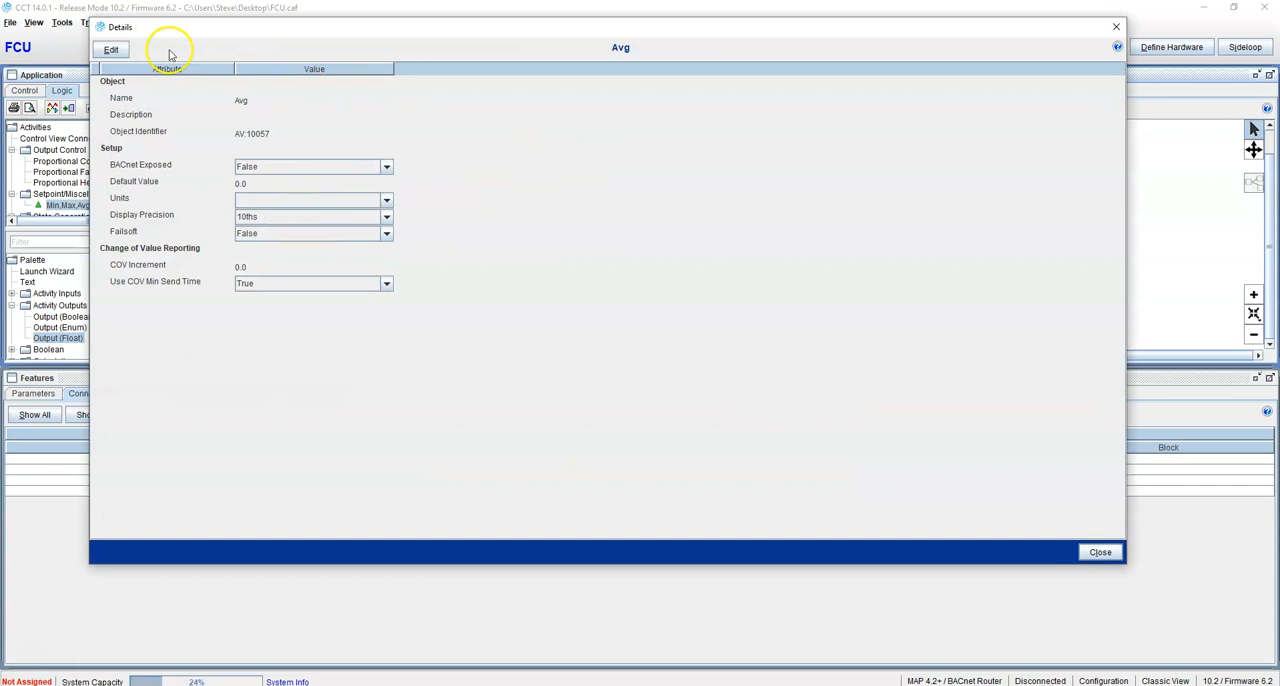 CCT 14.0.1 - Release Mode 10.2 / Firmware 6.2 - C:\Users\Steve\Desktop\FCU.caf
File View Tools
FCU
Details
Edit
Avg
Define Hardware
Sideloop
Application
Control
Logic
Attribute
Value
Object
Name
Avg
Description
Object Identifier
AV:10057
Setup
BACnet Exposed
False
Default Value
0.0
Units
Display Precision
10ths
Failsoft
False
Change of Value Reporting
COV Increment
0.0
Use COV Min Send Time
True
Activities
Control View Conn
Output Control
Proportional Co
Proportional Fa
Proportional He
Setpoint/Miscel
Min,Max,Avg
Filter
Palette
Launch Wizard
Text
Activity Inputs
Activity Outputs
Output (Boolea
Output (Enum)
Output (Float)
Boolean
Features
Parameters
Conn
Show All
Sho
Block
Close
Not Assigned
System Capacity
24%
System Info
MAP 4.2+ / BACnet Router
Disconnected
Configuration
Classic View
10.2 / Firmware 6.2